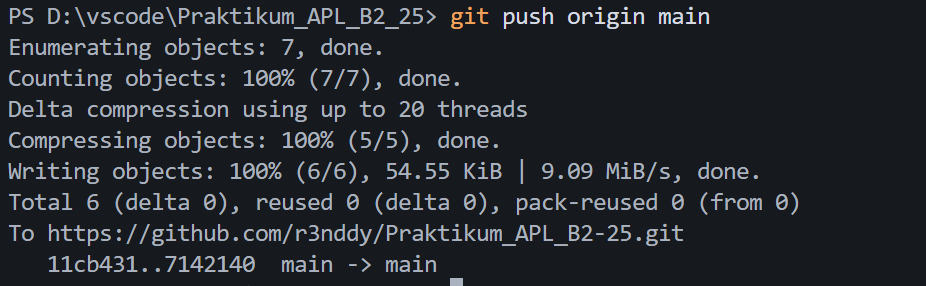 PS D:\vscode\Praktikum_APL_B2_25> git push origin main
Enumerating objects: 7, done.
Counting objects: 100% (7/7), done.
Delta compression using up to 20 threads
Compressing objects: 100% (5/5), done.
Writing objects: 100% (6/6), 54.55 KiB | 9.09 MiB/s, done.
Total 6 (delta 0), reused 0 (delta 0), pack-reused 0 (from 0)
To https://github.com/r3nddy/Praktikum_APL_B2-25.git
   11cb431..7142140  main -> main